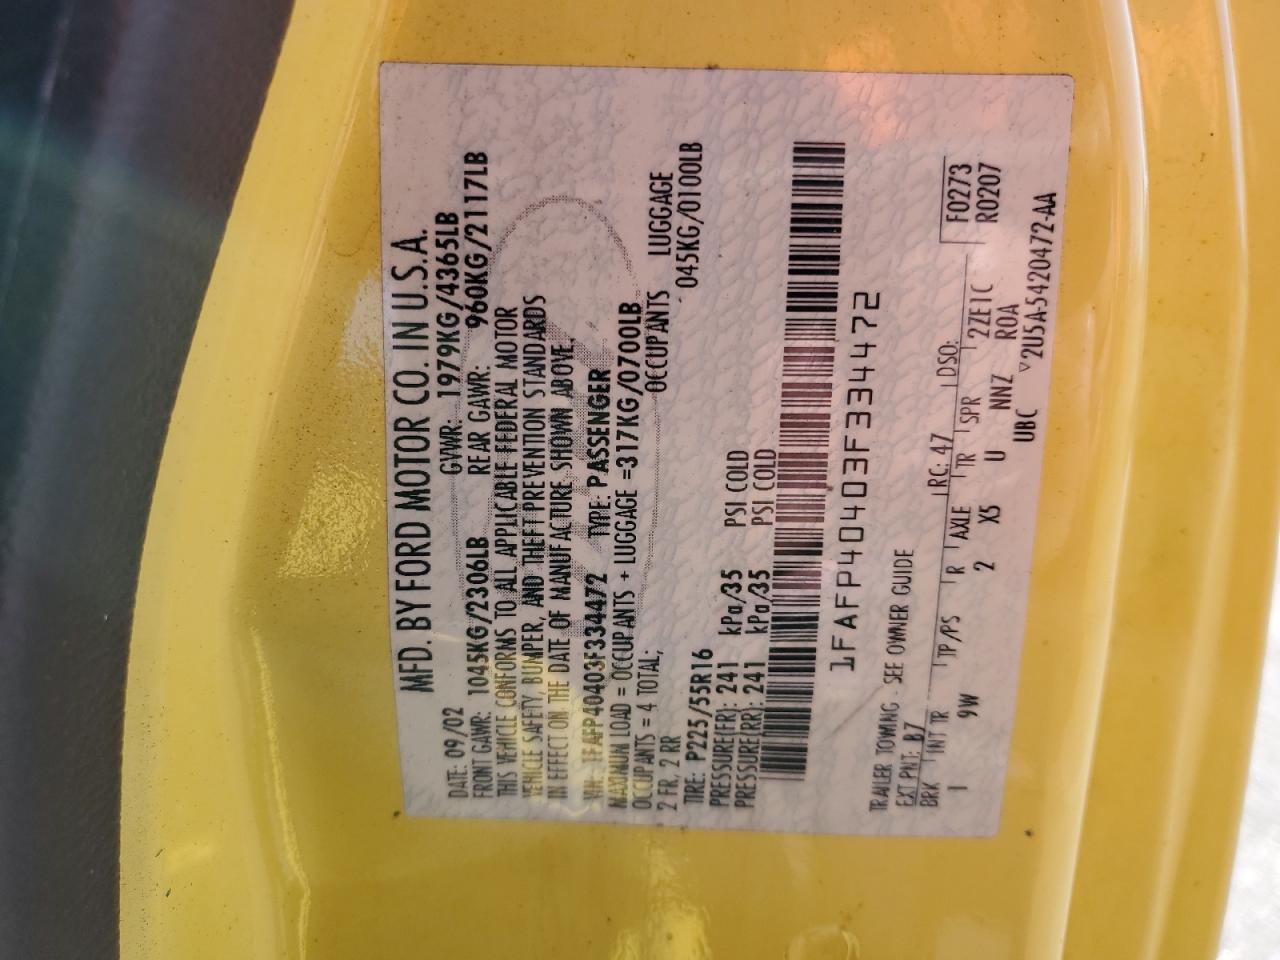 MFD. BY FORD MOTOR CO. IN U.S.A.
DATE: 09/02 GVWR: 1979KG/4365LB
FRONT GAWR: 1045KG/2306LB REAR GAWR: 960KG/2117LB
THIS VEHICLE CONFORMS TO ALL APPLICABLE FEDERAL MOTOR
VEHICLE SAFETY, BUMPER, AND THEFT PREVENTION STANDARDS
IN EFFECT ON THE DATE OF MANUFACTURE SHOWN ABOVE.
VIN: 1FAFP40403F334472 TYPE: PASSENGER
MAXIMUM LOAD = OCCUPANTS + LUGGAGE = 317KG/0700LB
OCCUPANTS = 4 TOTAL; OCCUPANTS LUGGAGE
2 FR, 2 RR 045KG/0100LB
TIRE: P225/55R16
PRESSURE(FR): 241 kPa/35 PSI COLD
PRESSURE(RR): 241 kPa/35 PSI COLD
1FAFP40403F334472
TRAILER TOWING - SEE OWNER GUIDE
EXT PNT: B7 RC: 47 DSO: F0273
BRK INT TR TP/PS R AXLE TR SPR 2ZE1C R0207
1 9W 2 X5 U NNZ ROA
UBC ▽2U5A-5420472-AA